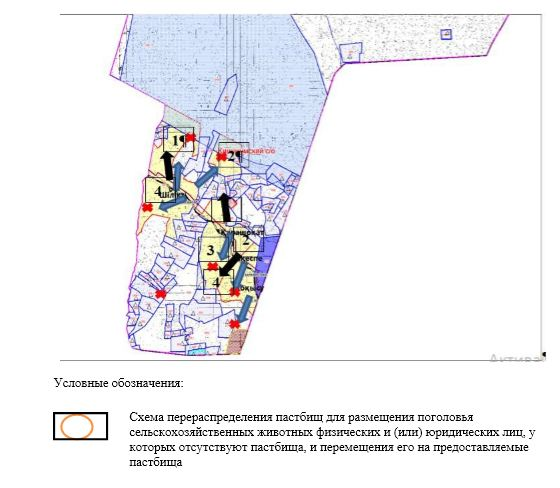 1
2
4
3
2
4
Актива
Условные обозначения:
Схема перераспределения пастбищ для размещения поголовья
сельскохозяйственных животных физических и (или) юридических лиц, у
которых отсутствуют пастбища, и перемещения его на предоставляемые
пастбища